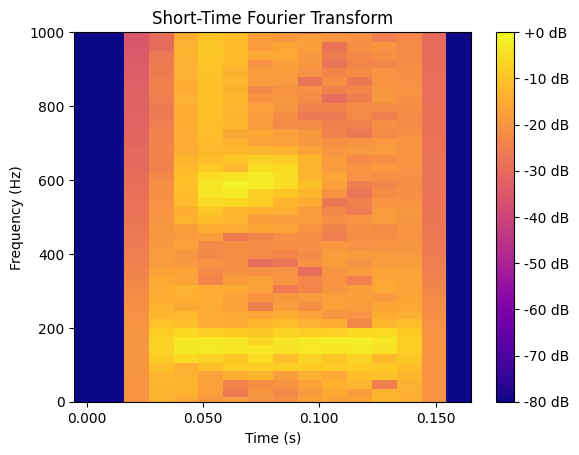 Short-Time Fourier Transform
Frequency (Hz)
1000
800
600
400
200
0
0.000
0.050
0.100
0.150
Time (s)
+0 dB
-10 dB
-20 dB
-30 dB
-40 dB
-50 dB
-60 dB
-70 dB
-80 dB